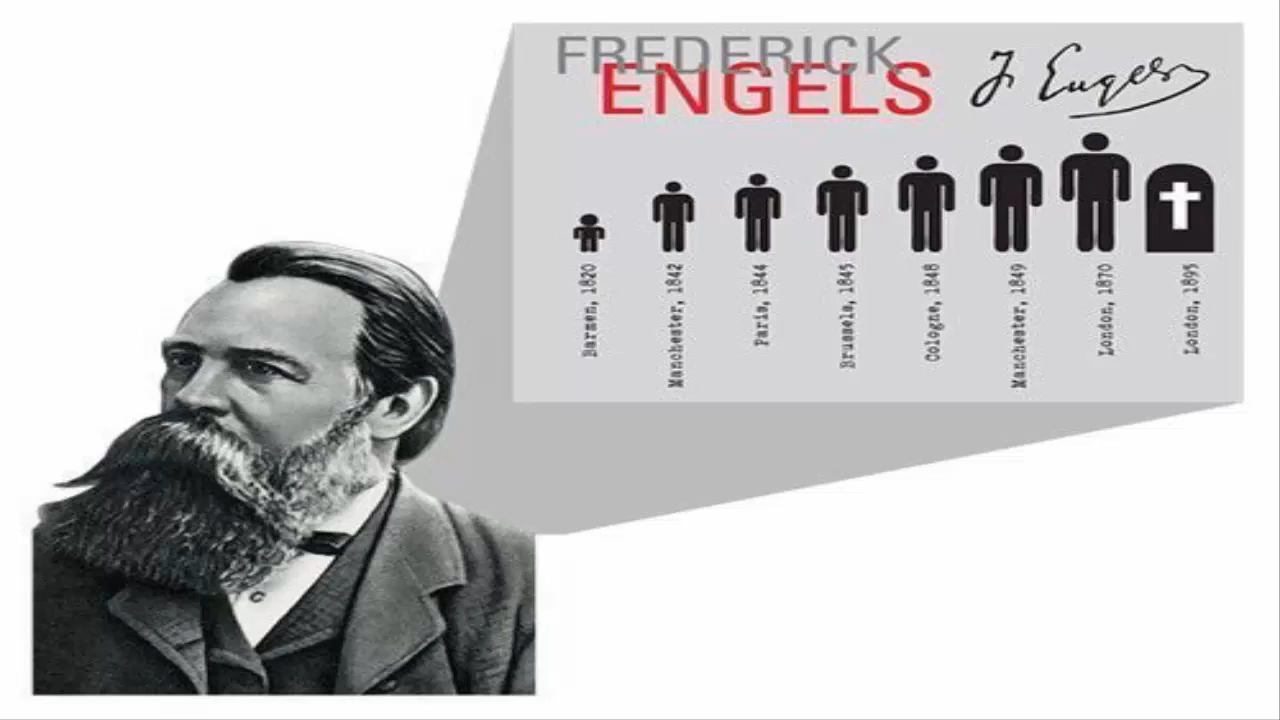 FREDERICK
ENGELS
F Engels
Barmen, 1820
Manchester, 1842
Paris, 1844
Brussels, 1845
Cologne, 1848
Manchester, 1849
London, 1870
London, 1895